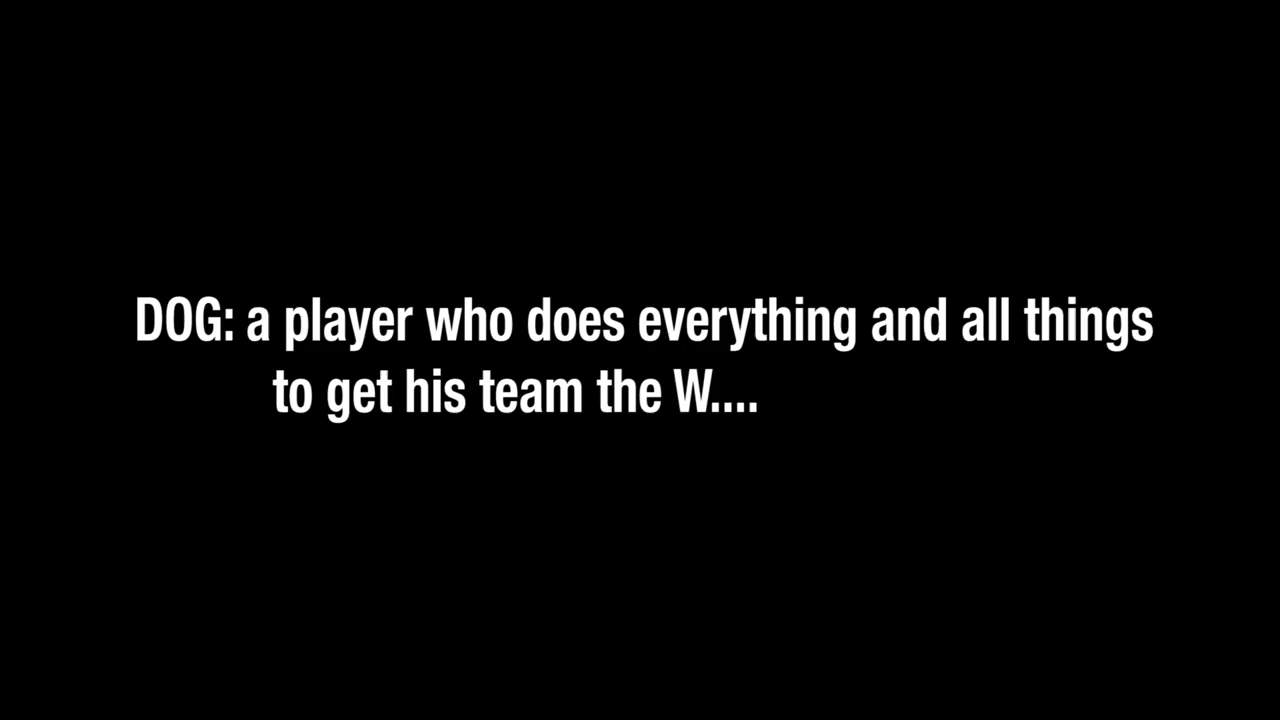 DOG: a player who does everything and all things
to get his team the W....